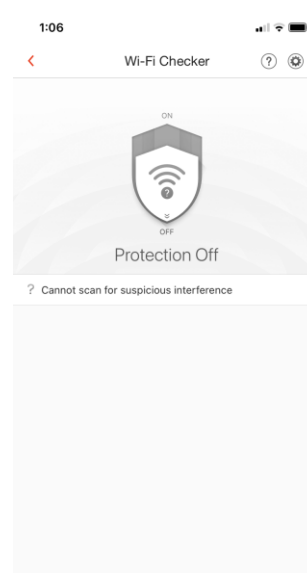 1:06
Wi-Fi Checker
?
ON
?
OFF
Protection Off
? Cannot scan for suspicious interference